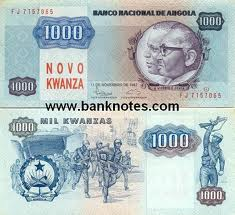 1000
BANCO NACIONAL DE ANGOLA
1000
FJ 7157065
NOVO
KWANZA
11 DE NOVEMBRO DE 1987
FJ 7157065
www.banknotes.com
1000
MIL KWANZAS
1000
1000